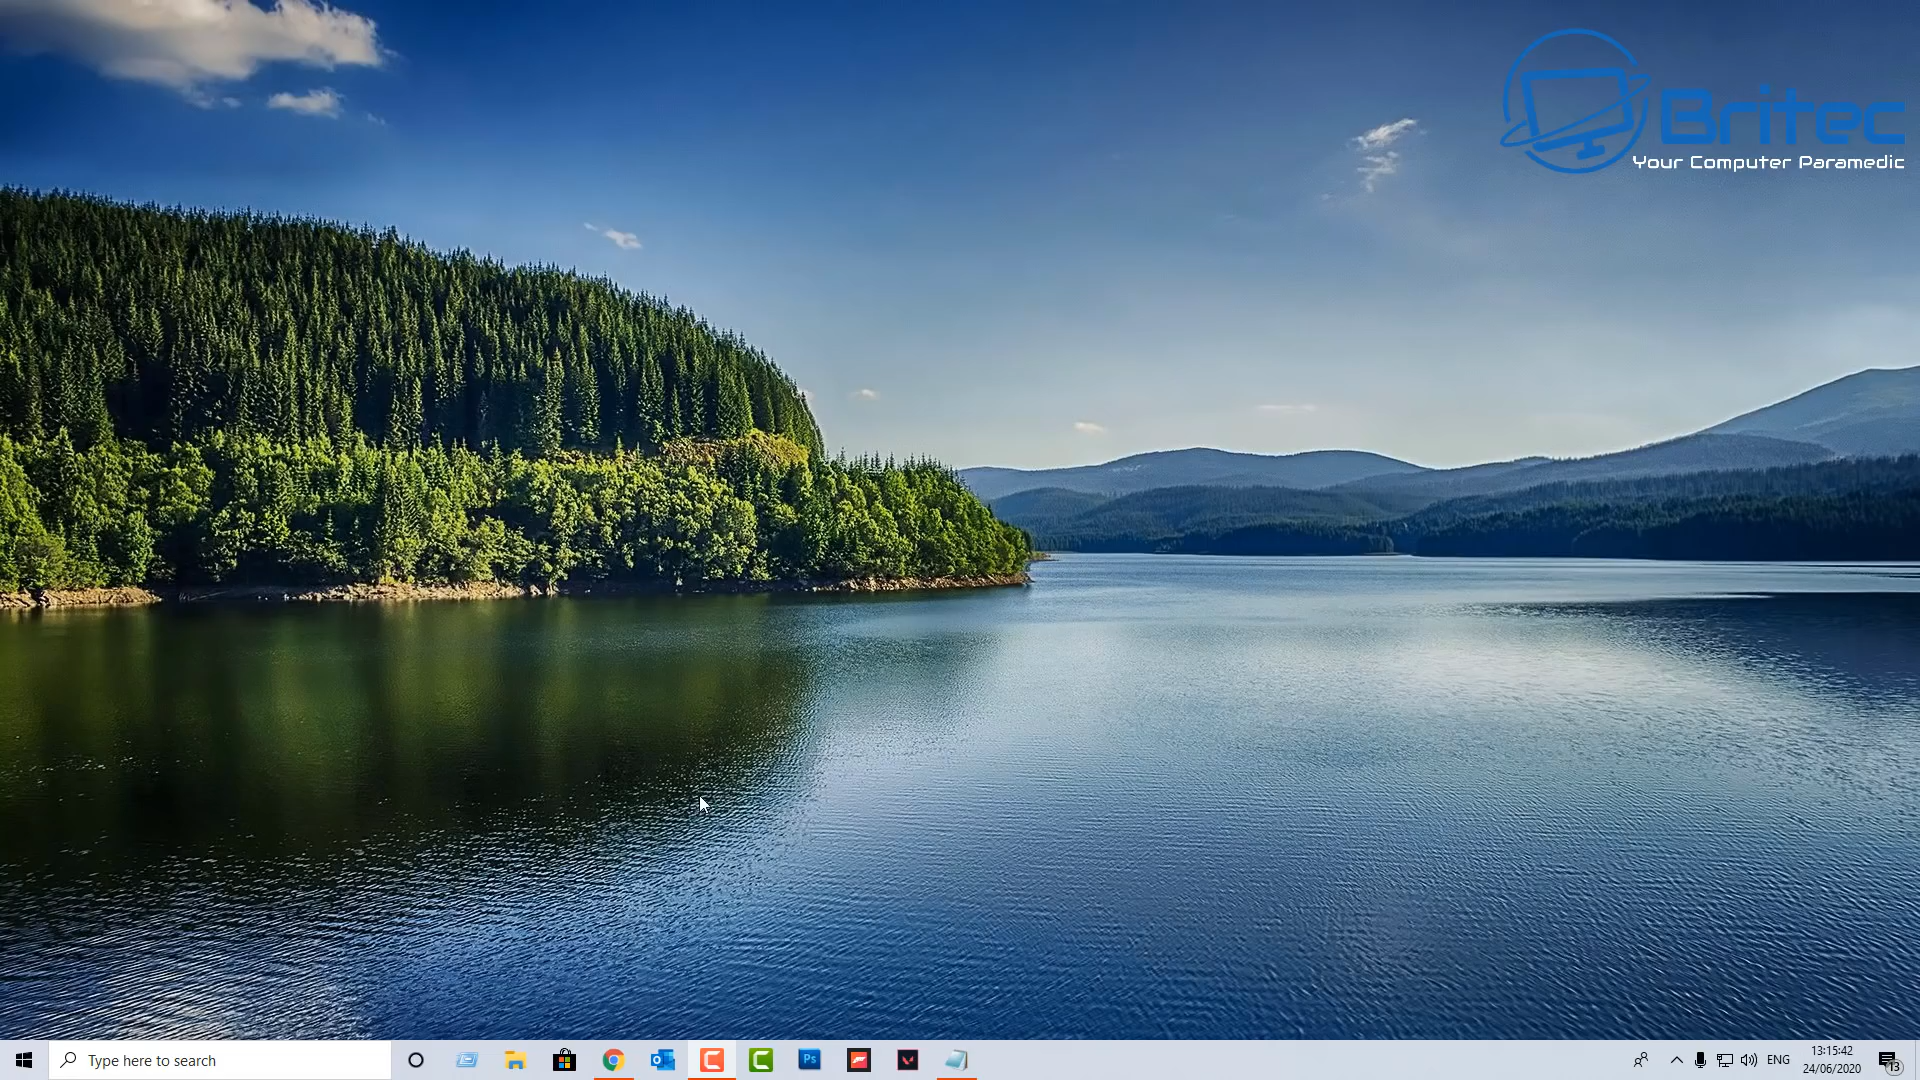 Britec
Your Computer Paramedic
Type here to search
Ps
ENG
13:15:42
24/06/2020
13